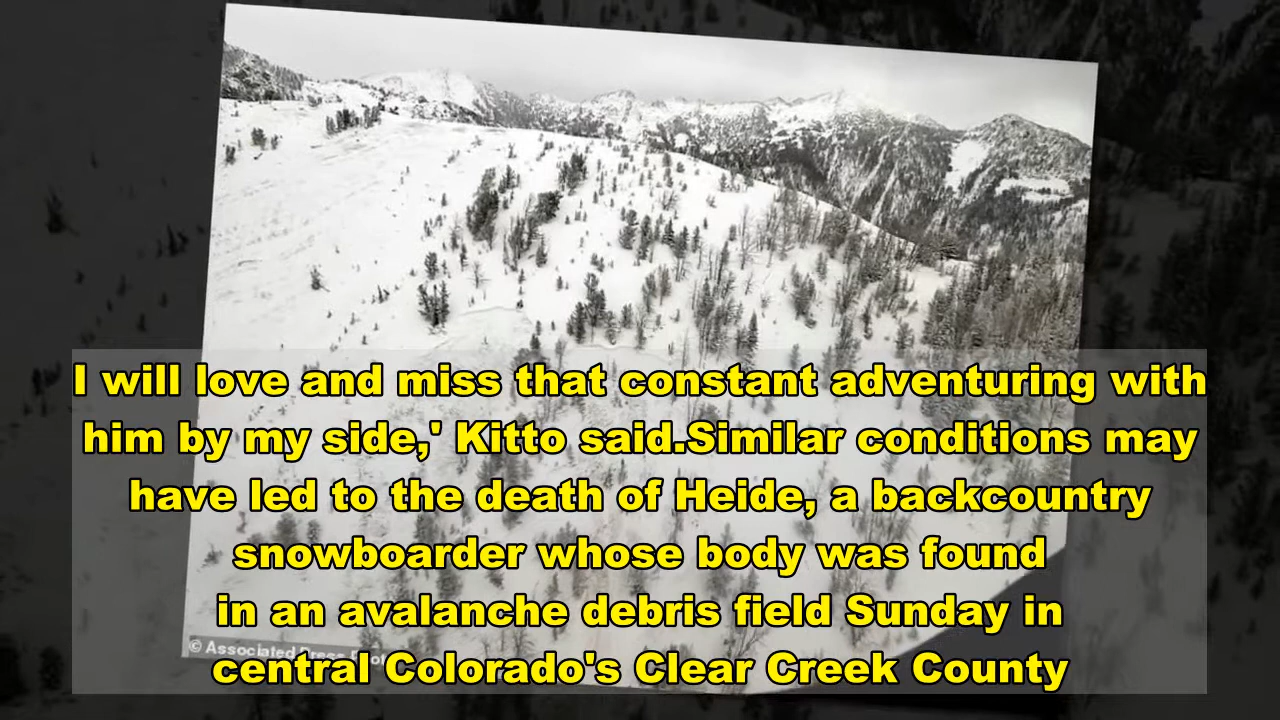 I will love and miss that constant adventuring with
him by my side,' Kitto said.Similar conditions may
have led to the death of Heide, a backcountry
snowboarder whose body was found
in an avalanche debris field Sunday in
central Colorado's Clear Creek County
© Associated Press